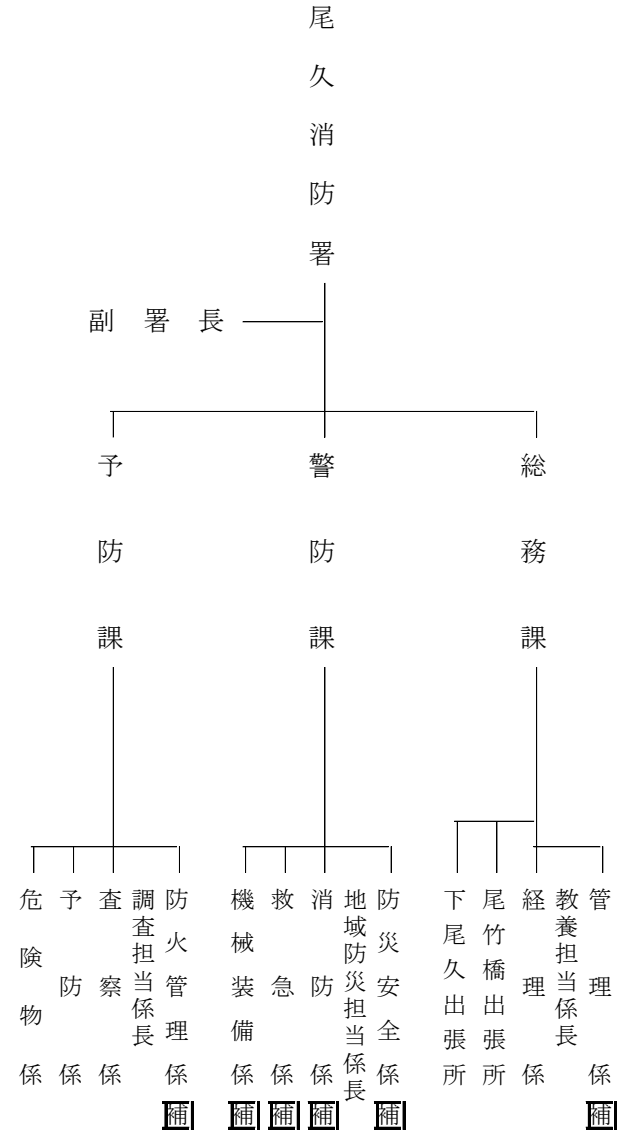 尾久消防署
副署長
総務課
警防課
予防課
管理係補
教養担当係長
経理係
尾竹橋出張所
下尾久出張所
防災安全係補
地域防災担当係長
消防係補
救急係補
機械装備係補
防火管理係補
調査担当係長
査察係
予防係
危険物係